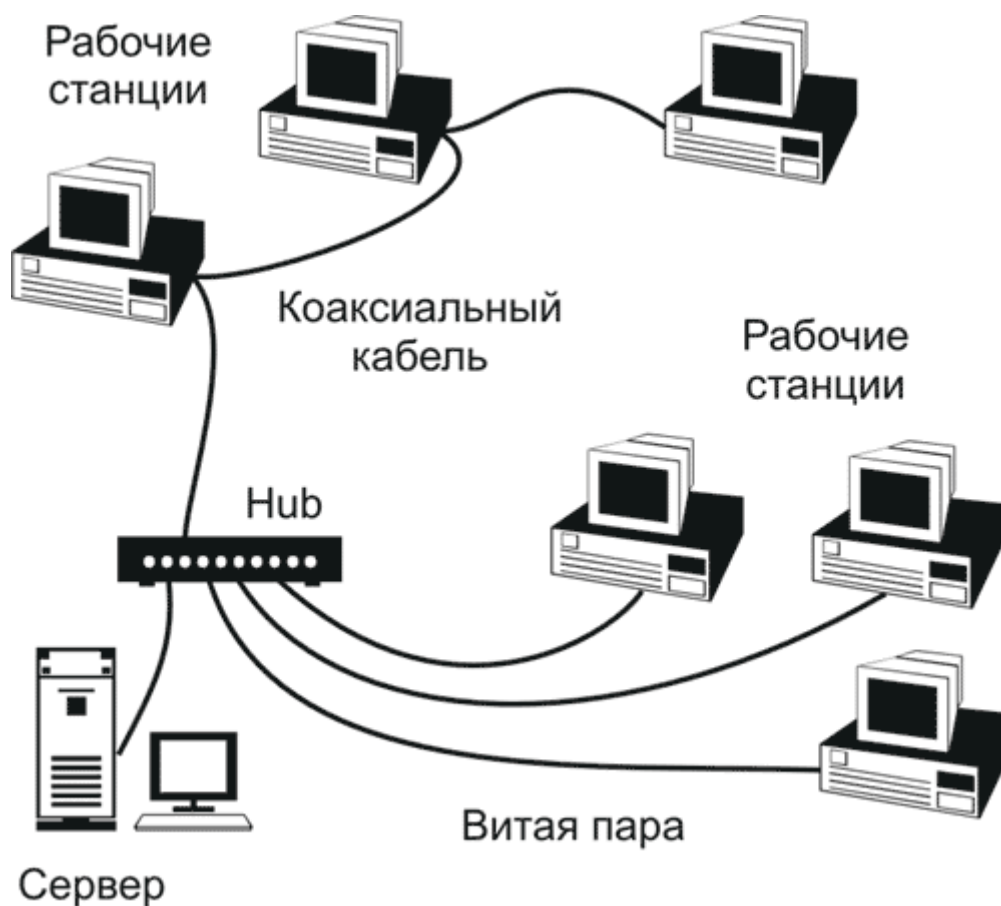 Рабочие
станции
Коаксиальный
кабель
Рабочие
станции
Hub
Витая пара
Сервер